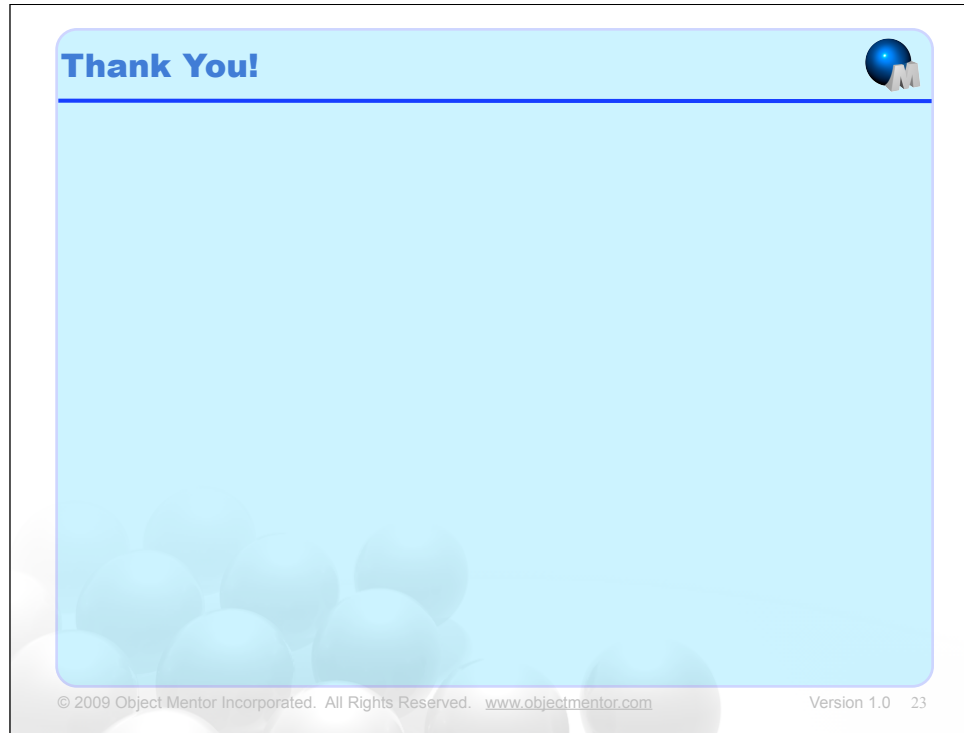 Thank You!
M
© 2009 Object Mentor Incorporated.  All Rights Reserved.   www.objectmentor.com Version 1.0 23